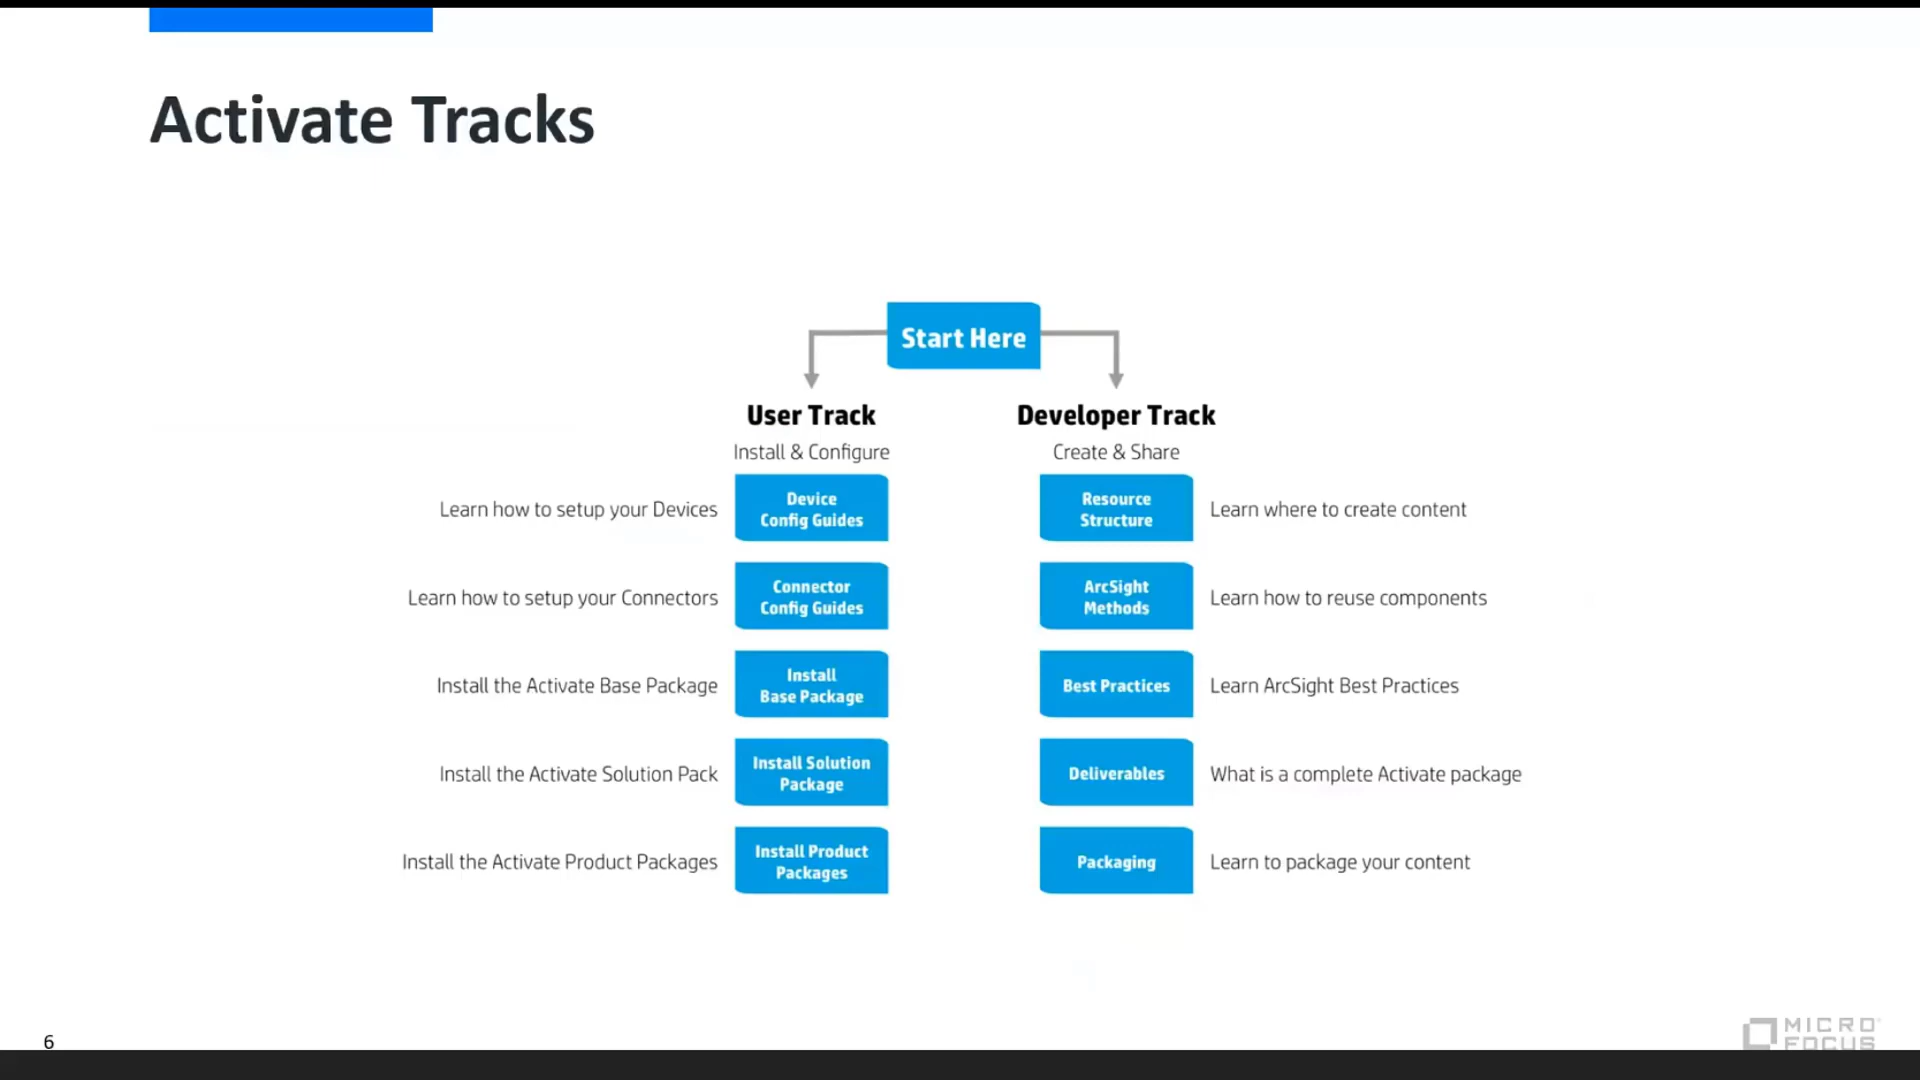 Activate Tracks
Start Here
User Track
Developer Track
Install & Configure
Create & Share
Learn how to setup your Devices
Device
Config Guides
Resource
Structure
Learn where to create content
Learn how to setup your Connectors
Connector
Config Guides
ArcSight
Methods
Learn how to reuse components
Install the Activate Base Package
Install
Base Package
Best Practices
Learn ArcSight Best Practices
Install the Activate Solution Pack
Install Solution
Package
Deliverables
What is a complete Activate package
Install the Activate Product Packages
Install Product
Packages
Packaging
Learn to package your content
6
MICRO
FOCUS